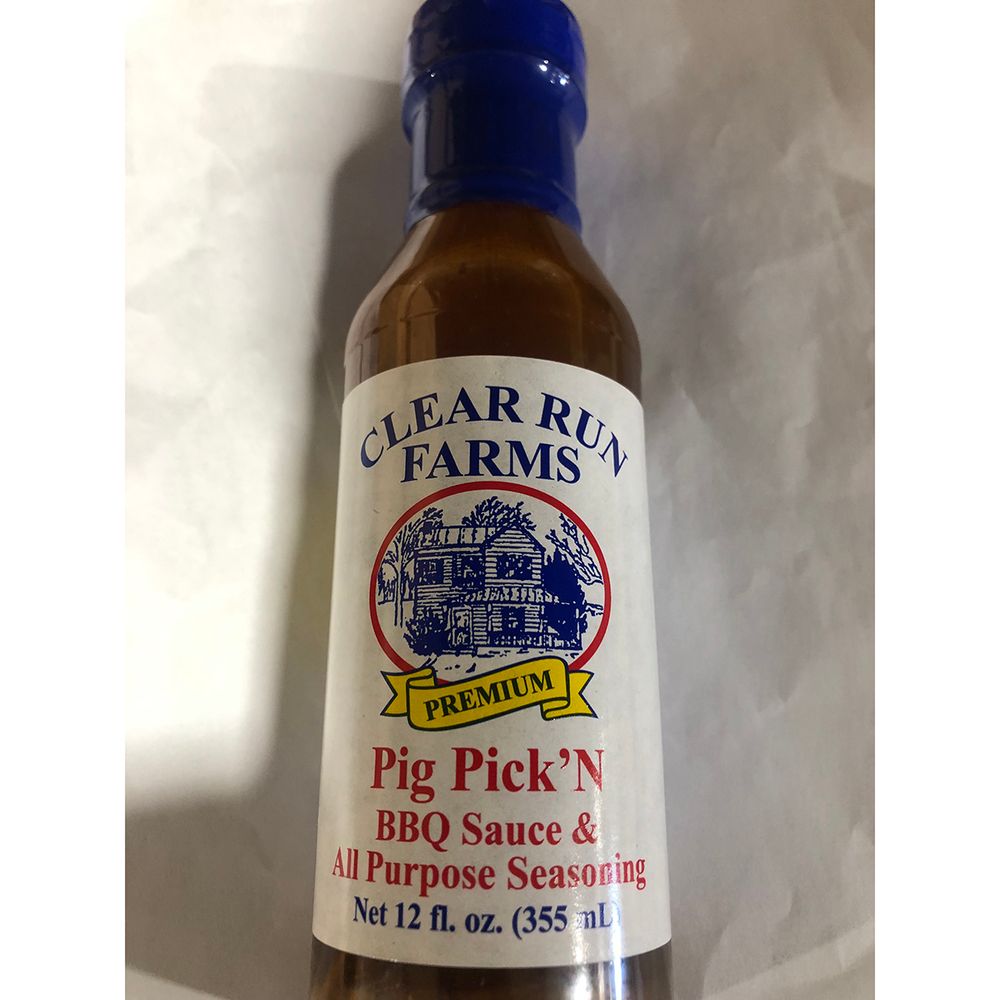 CLEAR RUN
FARMS
PREMIUM
Pig Pick'N
BBQ Sauce &
All Purpose Seasoning
Net 12 fl. oz. (355 mL)